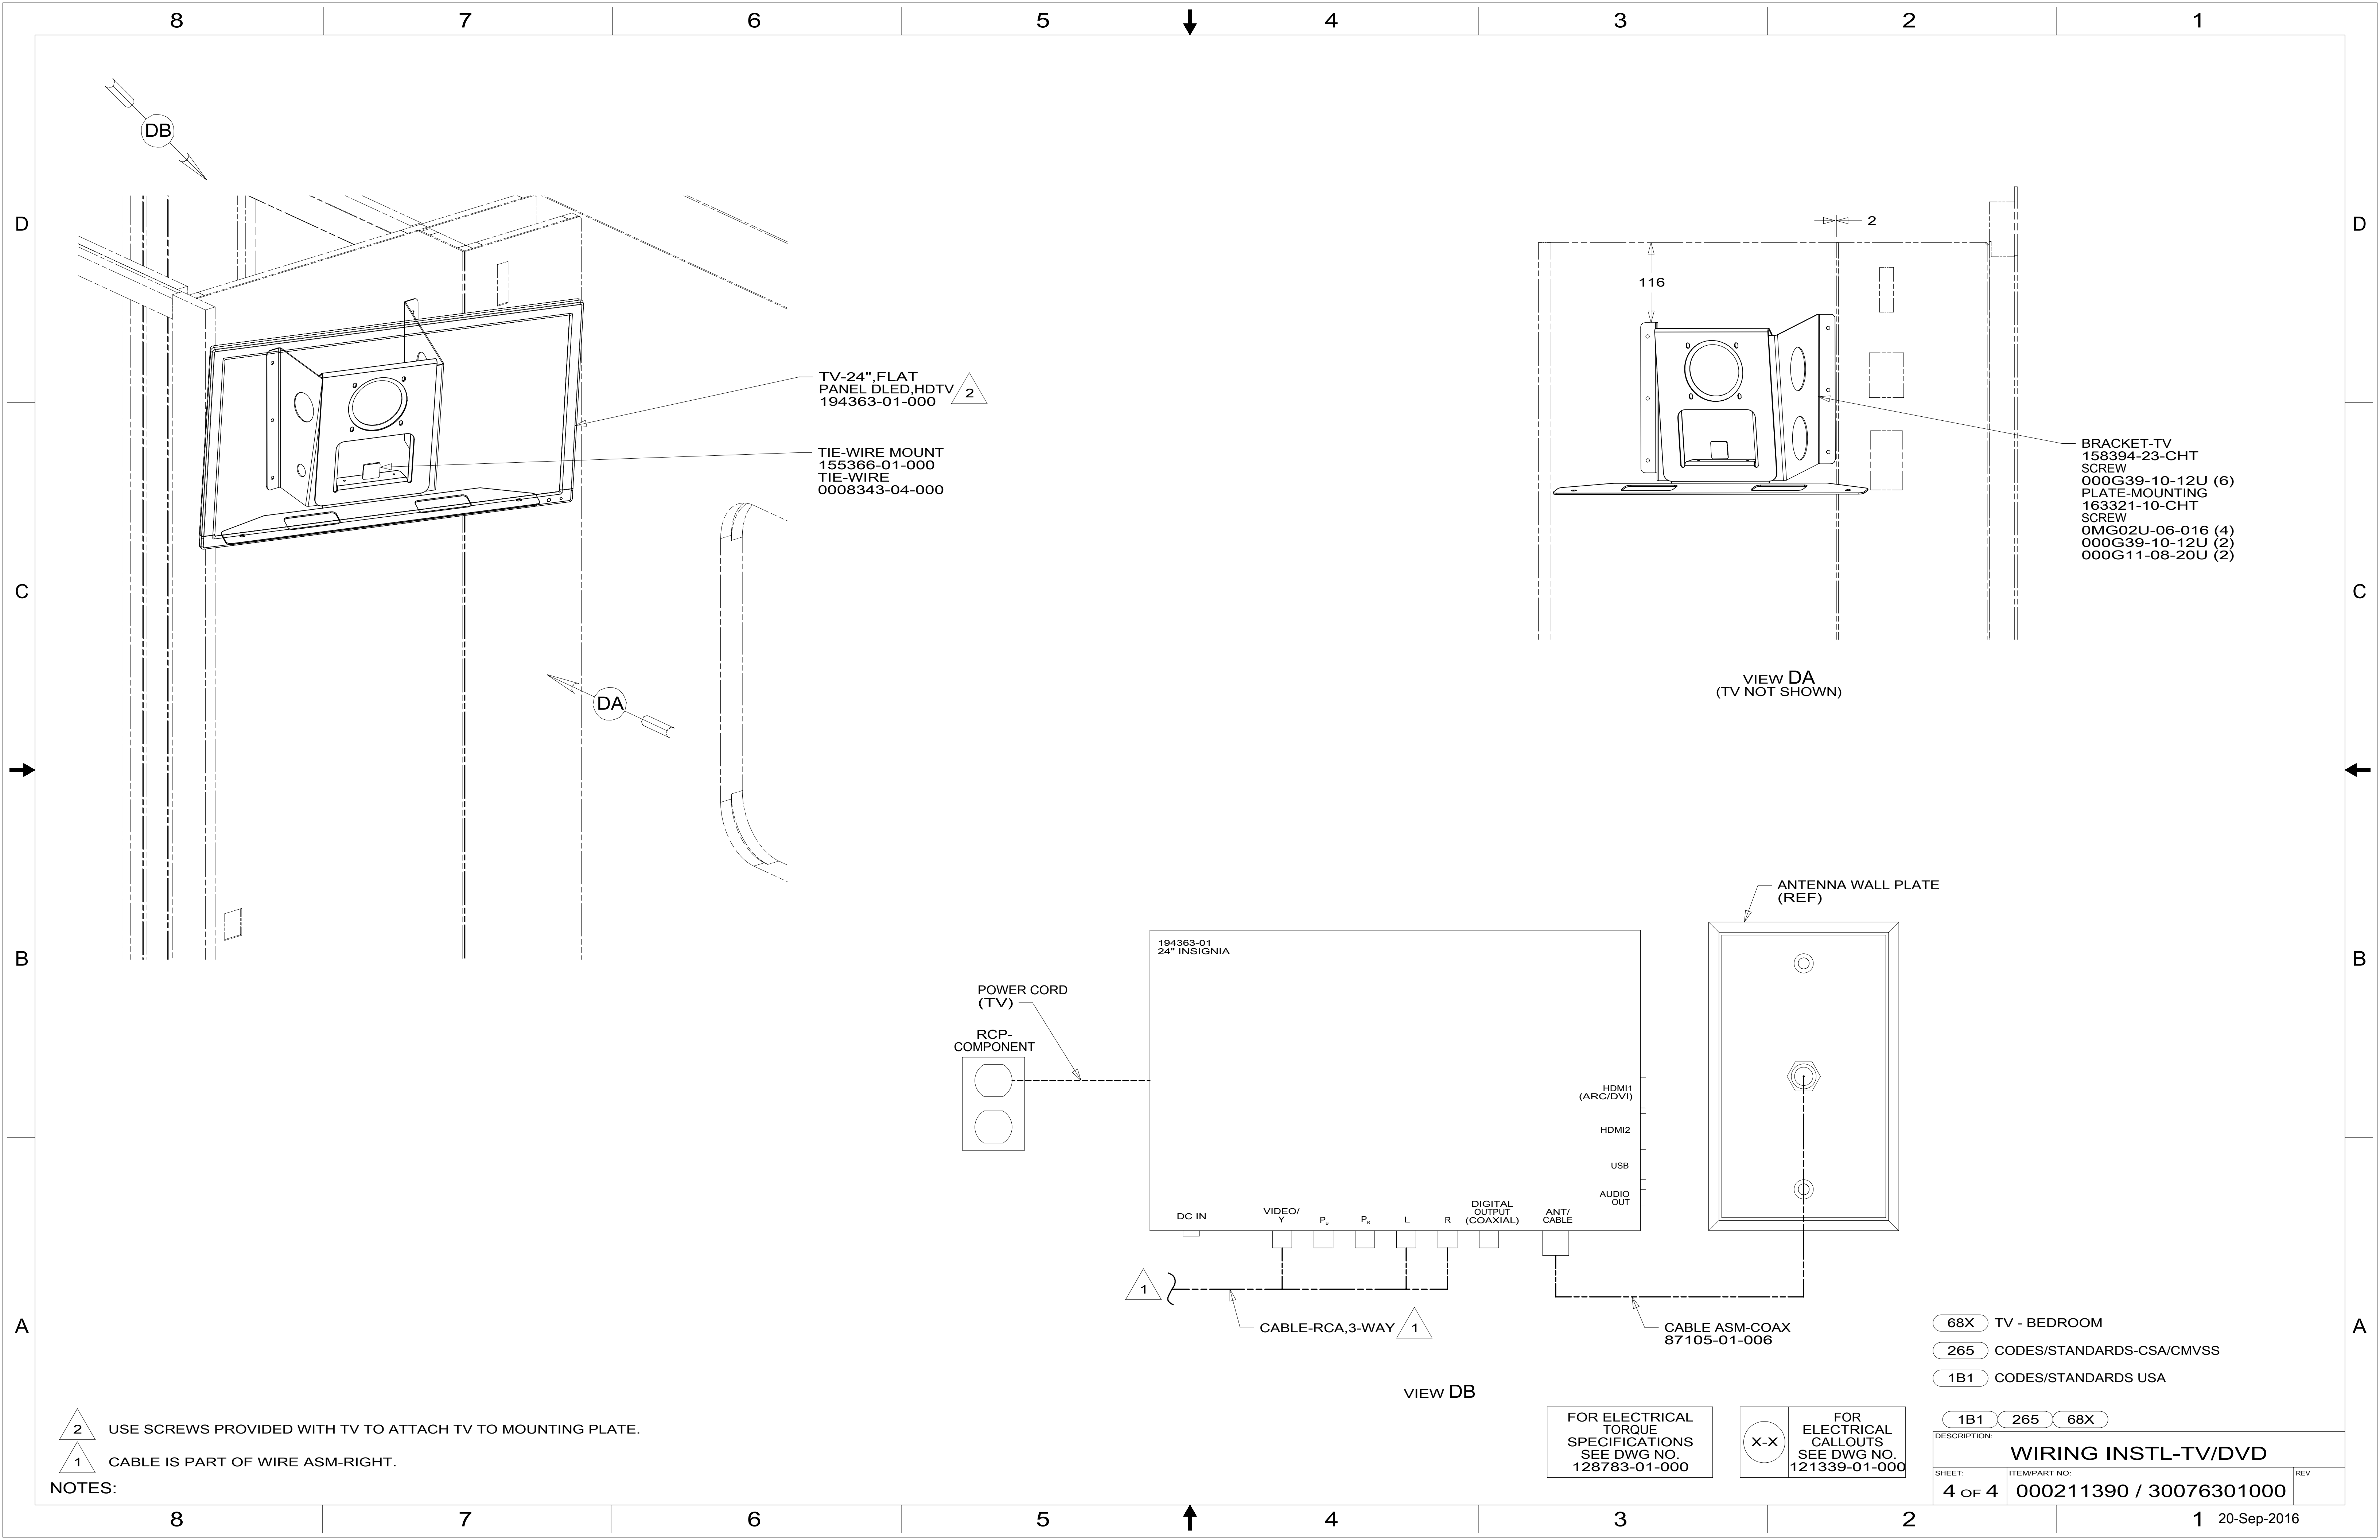 8 7 6 5 4 3 2 1
D
D
C
C
B
B
A
A
DB
TV-24",FLAT
PANEL DLED,HDTV 2
194363-01-000
TIE-WIRE MOUNT
155366-01-000
TIE-WIRE
0008343-04-000
DA
2
116
BRACKET-TV
158394-23-CHT
SCREW
000G39-10-12U (6)
PLATE-MOUNTING
163321-10-CHT
SCREW
0MG02U-06-016 (4)
000G39-10-12U (2)
000G11-08-20U (2)
VIEW DA
(TV NOT SHOWN)
ANTENNA WALL PLATE
(REF)
194363-01
24" INSIGNIA
POWER CORD
(TV)
RCP-
COMPONENT
HDMI1
(ARC/DVI)
HDMI2
USB
AUDIO
OUT
DC IN
VIDEO/
Y
PB
PR
L
R
DIGITAL
OUTPUT
(COAXIAL)
ANT/
CABLE
1
CABLE-RCA,3-WAY 1
CABLE ASM-COAX
87105-01-006
VIEW DB
68X TV - BEDROOM
265 CODES/STANDARDS-CSA/CMVSS
1B1 CODES/STANDARDS USA
1B1 265 68X
2 USE SCREWS PROVIDED WITH TV TO ATTACH TV TO MOUNTING PLATE.
1 CABLE IS PART OF WIRE ASM-RIGHT.
NOTES:
FOR ELECTRICAL
TORQUE
SPECIFICATIONS
SEE DWG NO.
128783-01-000
X-X
FOR
ELECTRICAL
CALLOUTS
SEE DWG NO.
121339-01-000
DESCRIPTION:
WIRING INSTL-TV/DVD
SHEET:
4 OF 4
ITEM/PART NO:
000211390 / 30076301000
REV
8 7 6 5 4 3 2 1
20-Sep-2016